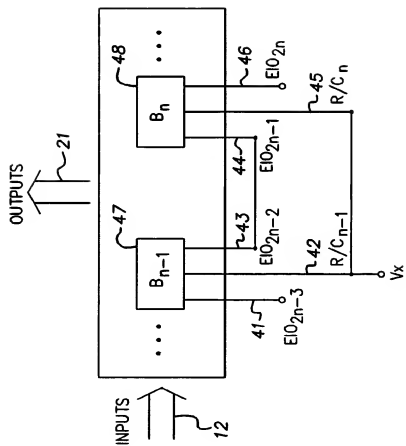 OUTPUTS
21
47
48
INPUTS
12
• • • •
Bn-1
Bn
• • •
41
42
43
44
45
46
EIO2n-3
R/Cn-1
EIO2n-2
EIO2n-1
R/Cn
EIO2n
Vx